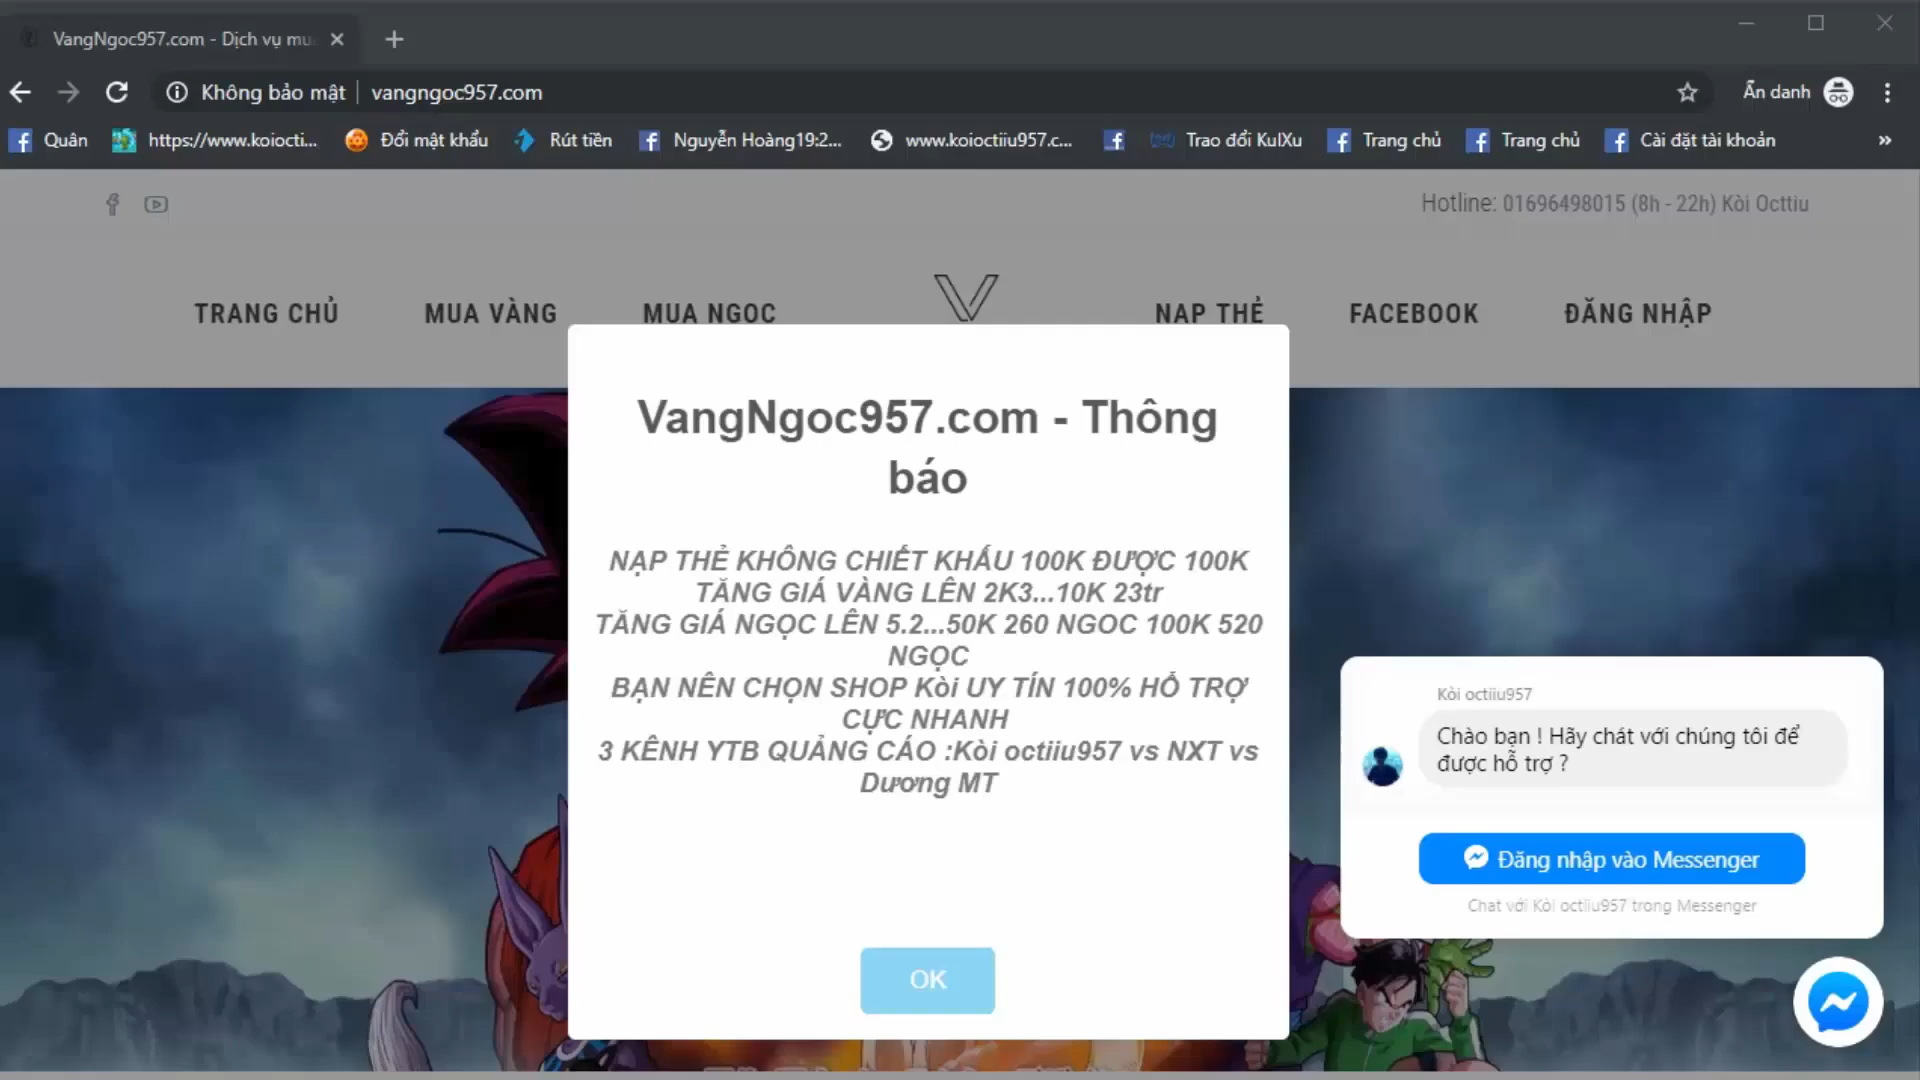 VangNgoc957.com - Dịch vụ mu
Không bảo mật
vangngoc957.com
Ẩn danh
Quân
https://www.koiocti...
Đổi mật khẩu
Rút tiền
Nguyễn Hoàng19:2...
www.koioctiiu957.c...
Trao đổi KulXu
Trang chủ
Trang chủ
Cài đặt tài khoản
Hotline: 01696498015 (8h - 22h) Kòi Octtiu
TRANG CHỦ
MUA VÀNG
MUA NGOC
NAP THẺ
FACEBOOK
ĐĂNG NHẬP
VangNgoc957.com - Thông
báo
NẠP THẺ KHÔNG CHIẾT KHẤU 100K ĐƯỢC 100K
TĂNG GIÁ VÀNG LÊN 2K3...10K 23tr
TĂNG GIÁ NGỌC LÊN 5.2...50K 260 NGOC 100K 520
NGỌC
BẠN NÊN CHỌN SHOP Kòi UY TÍN 100% HỖ TRỢ
CỰC NHANH
3 KÊNH YTB QUẢNG CÁO :Kòi octiiu957 vs NXT vs
Dương MT
OK
Kòi octiiu957
Chào bạn ! Hãy chát với chúng tôi để
được hỗ trợ ?
Đăng nhập vào Messenger
Chat với Kòi octiiu957 trong Messenger